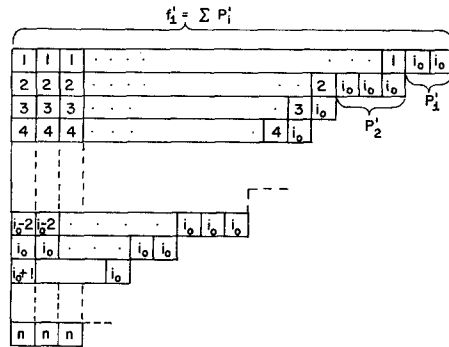 f'₁ = Σ P'ᵢ
1 1 1 . . . . . . . 1 i₀ i₀
2 2 2 . . . . 2 i₀ i₀ i₀
P'₁
3 3 3 . . . . 3 i₀
P'₂
4 4 4 . . . . 4 i₀
i₀-2 i₀-2 . . . . i₀ i₀ i₀
i₀ i₀ . . . i₀ i₀
i₀+1 i₀
n n n